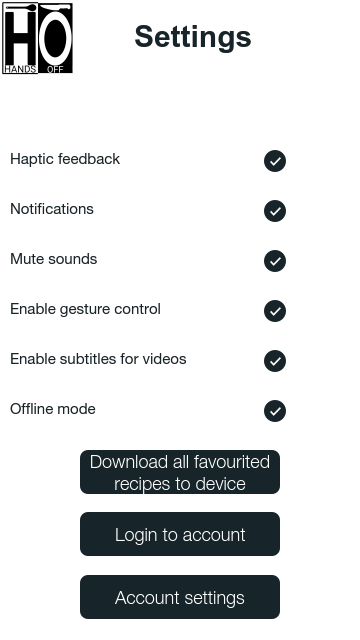 HO
HANDS OFF
Settings
Haptic feedback
Notifications
Mute sounds
Enable gesture control
Enable subtitles for videos
Offline mode
Download all favourited
recipes to device
Login to account
Account settings